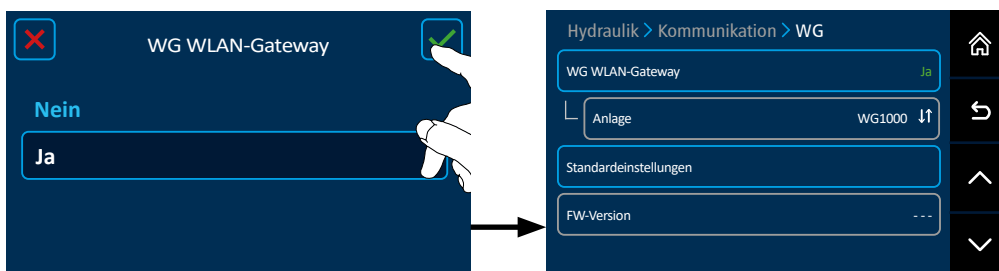 WG WLAN-Gateway
Nein
Ja
Hydraulik > Kommunikation > WG
WG WLAN-Gateway Ja
Anlage WG1000
Standardeinstellungen
FW-Version ---